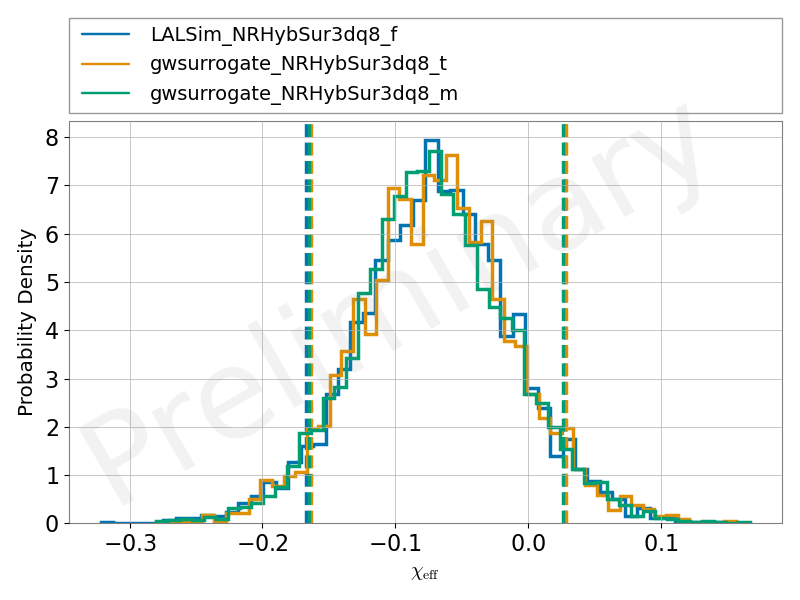 LALSim_NRHybSur3dq8_f
gwsurrogate_NRHybSur3dq8_t
gwsurrogate_NRHybSur3dq8_m
Preliminary
Probability Density
8
7
6
5
4
3
2
1
0
−0.3 −0.2 −0.1 0.0 0.1
χeff